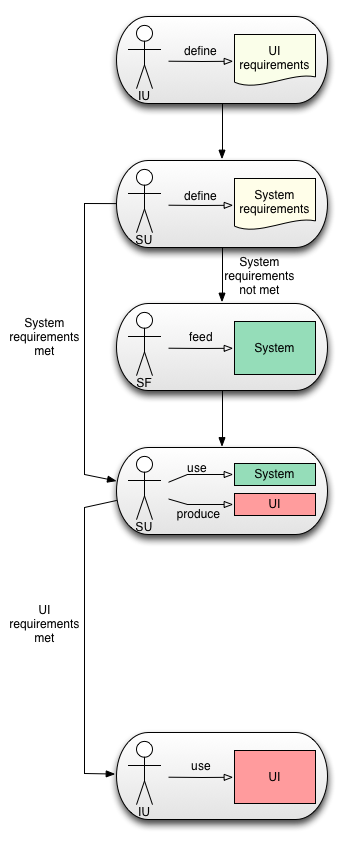 define
UI
requirements
IU
define
System
requirements
SU
System
requirements
not met
System
requirements
met
feed
System
SF
use
System
UI
produce
SU
UI
requirements
met
use
UI
IU